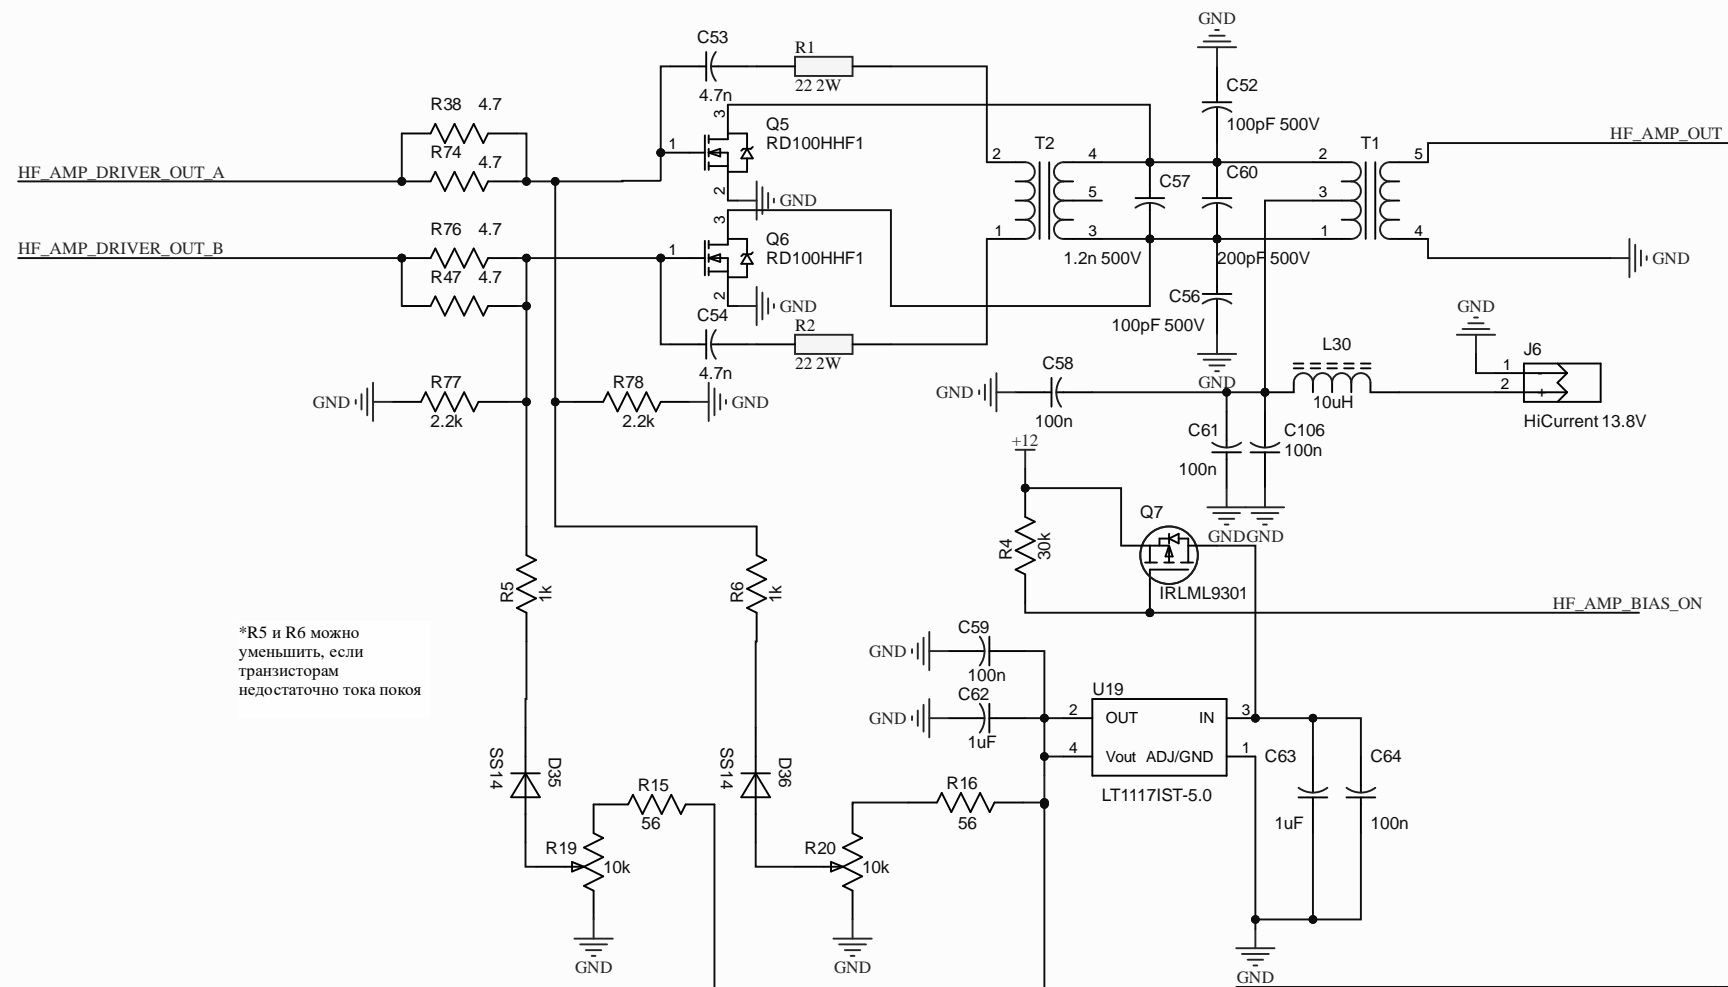 GND
C53
R1
4.7n
22 2W
C52
100pF 500V
R38 4.7
R74 4.7
3
Q5
RD100HHF1
1
2
GND
HF_AMP_DRIVER_OUT_A
HF_AMP_DRIVER_OUT_B
R76 4.7
R47 4.7
3
Q6
RD100HHF1
1
2
GND
C54
4.7n
R2
22 2W
T2
2
1
4
5
3
C57
1.2n 500V
C60
200pF 500V
C56
100pF 500V
GND
T1
2
3
1
5
4
HF_AMP_OUT
GND
GND
R77
2.2k
R78
2.2k
GND
GND
C58
100n
L30
10uH
GND
J6
1
2
-
+
HiCurrent 13.8V
C61
100n
C106
100n
GND
GND
+12
R4
30k
Q7
IRLML9301
HF_AMP_BIAS_ON
R5
1k
R6
1k
*R5 и R6 можно
уменьшить, если
транзисторам
недостаточно тока покоя
GND
C59
100n
GND
C62
1uF
U19
2
OUT
IN
3
4
Vout
ADJ/GND
1
LT1117IST-5.0
C63
1uF
C64
100n
SS14
D35
SS14
D36
R15
56
R16
56
R19
10k
R20
10k
GND
GND
GND